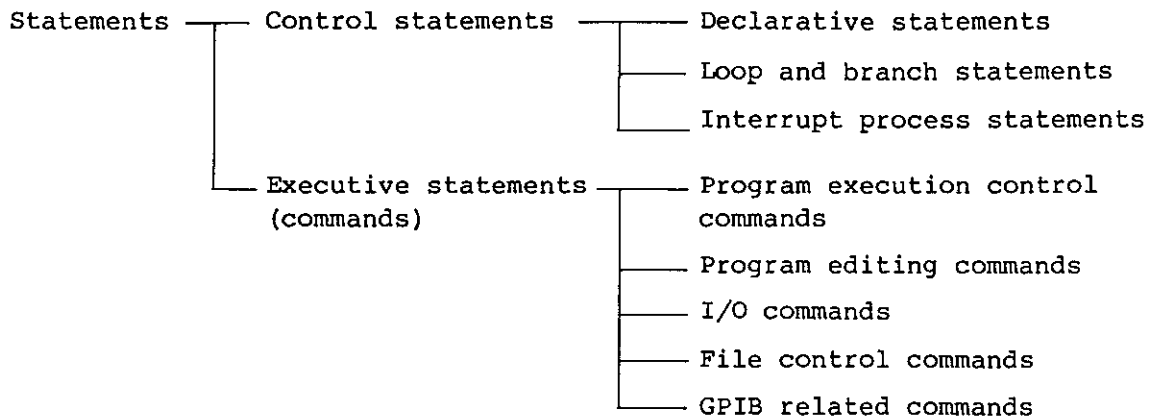 Statements Control statements Declarative statements
Loop and branch statements
Interrupt process statements
Executive statements Program execution control
(commands) commands
Program editing commands
I/O commands
File control commands
GPIB related commands